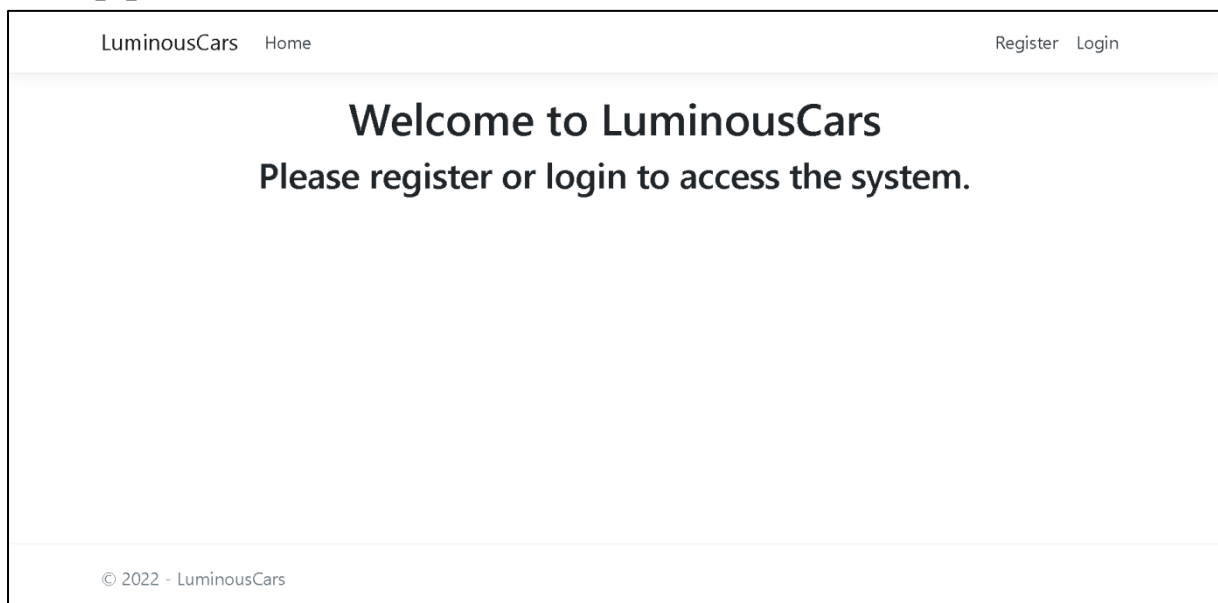 LuminousCars Home Register Login
Welcome to LuminousCars
Please register or login to access the system.
© 2022 - LuminousCars